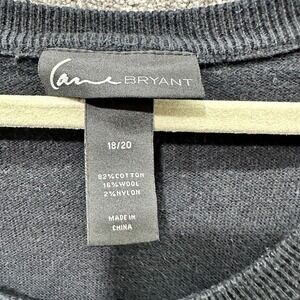 Lane BRYANT
18/20
82%COTTON
16%WOOL
2%NYLON
MADE IN
CHINA